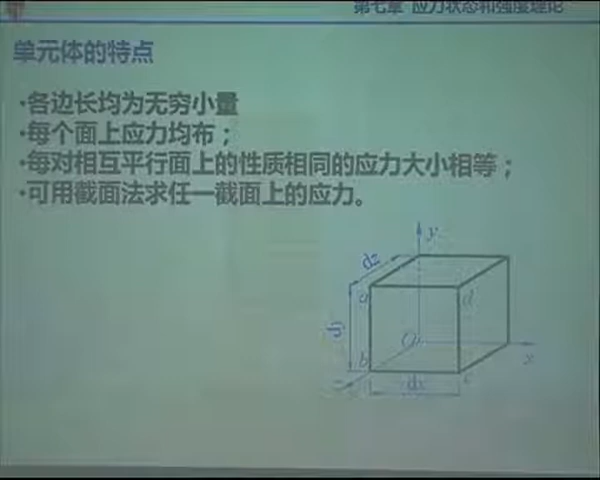 第七章 应力状态和强度理论
单元体的特点
·各边长均为无穷小量
·每个面上应力均布；
·每对相互平行面上的性质相同的应力大小相等；
·可用截面法求任一截面上的应力。
y
dz
a
d
dy
O
b
x
c
dx
z